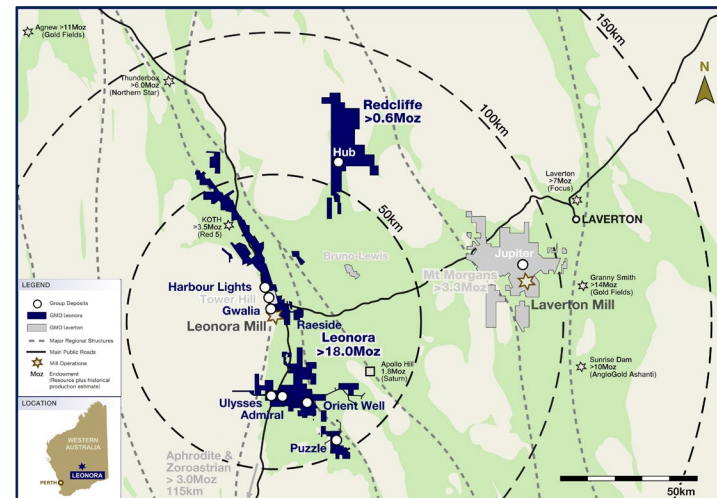 Agnew >11Moz
(Gold Fields)
Thunderbox
>6.0Moz
(Northern Star)
150km
N
100km
Redcliffe
>0.6Moz
Hub
50km
Laverton
>7Moz
(Focus)
LAVERTON
KOTH
>3.5Moz
(Red 5)
Bruno-Lewis
Jupiter
Mt Morgans
>3.3Moz
Laverton Mill
Granny Smith
>14Moz
(Gold Fields)
Harbour Lights
Tower Hill
Gwalia
Leonora Mill
Raeside
Leonora
>18.0Moz
Apollo Hill
1.8Moz
(Saturn)
Sunrise Dam
>10Moz
(AngloGold Ashanti)
Ulysses
Admiral
Orient Well
Puzzle
Aphrodite &
Zoroastrian
> 3.0Moz
115km
LEGEND
Group Deposits
GMD leonora
GMD laverton
Major Regional Structures
Main Public Roads
Mill Operations
Moz Endowment
(Resource plus historical
production estimate)
LOCATION
WESTERN
AUSTRALIA
LEONORA
PERTH
50km